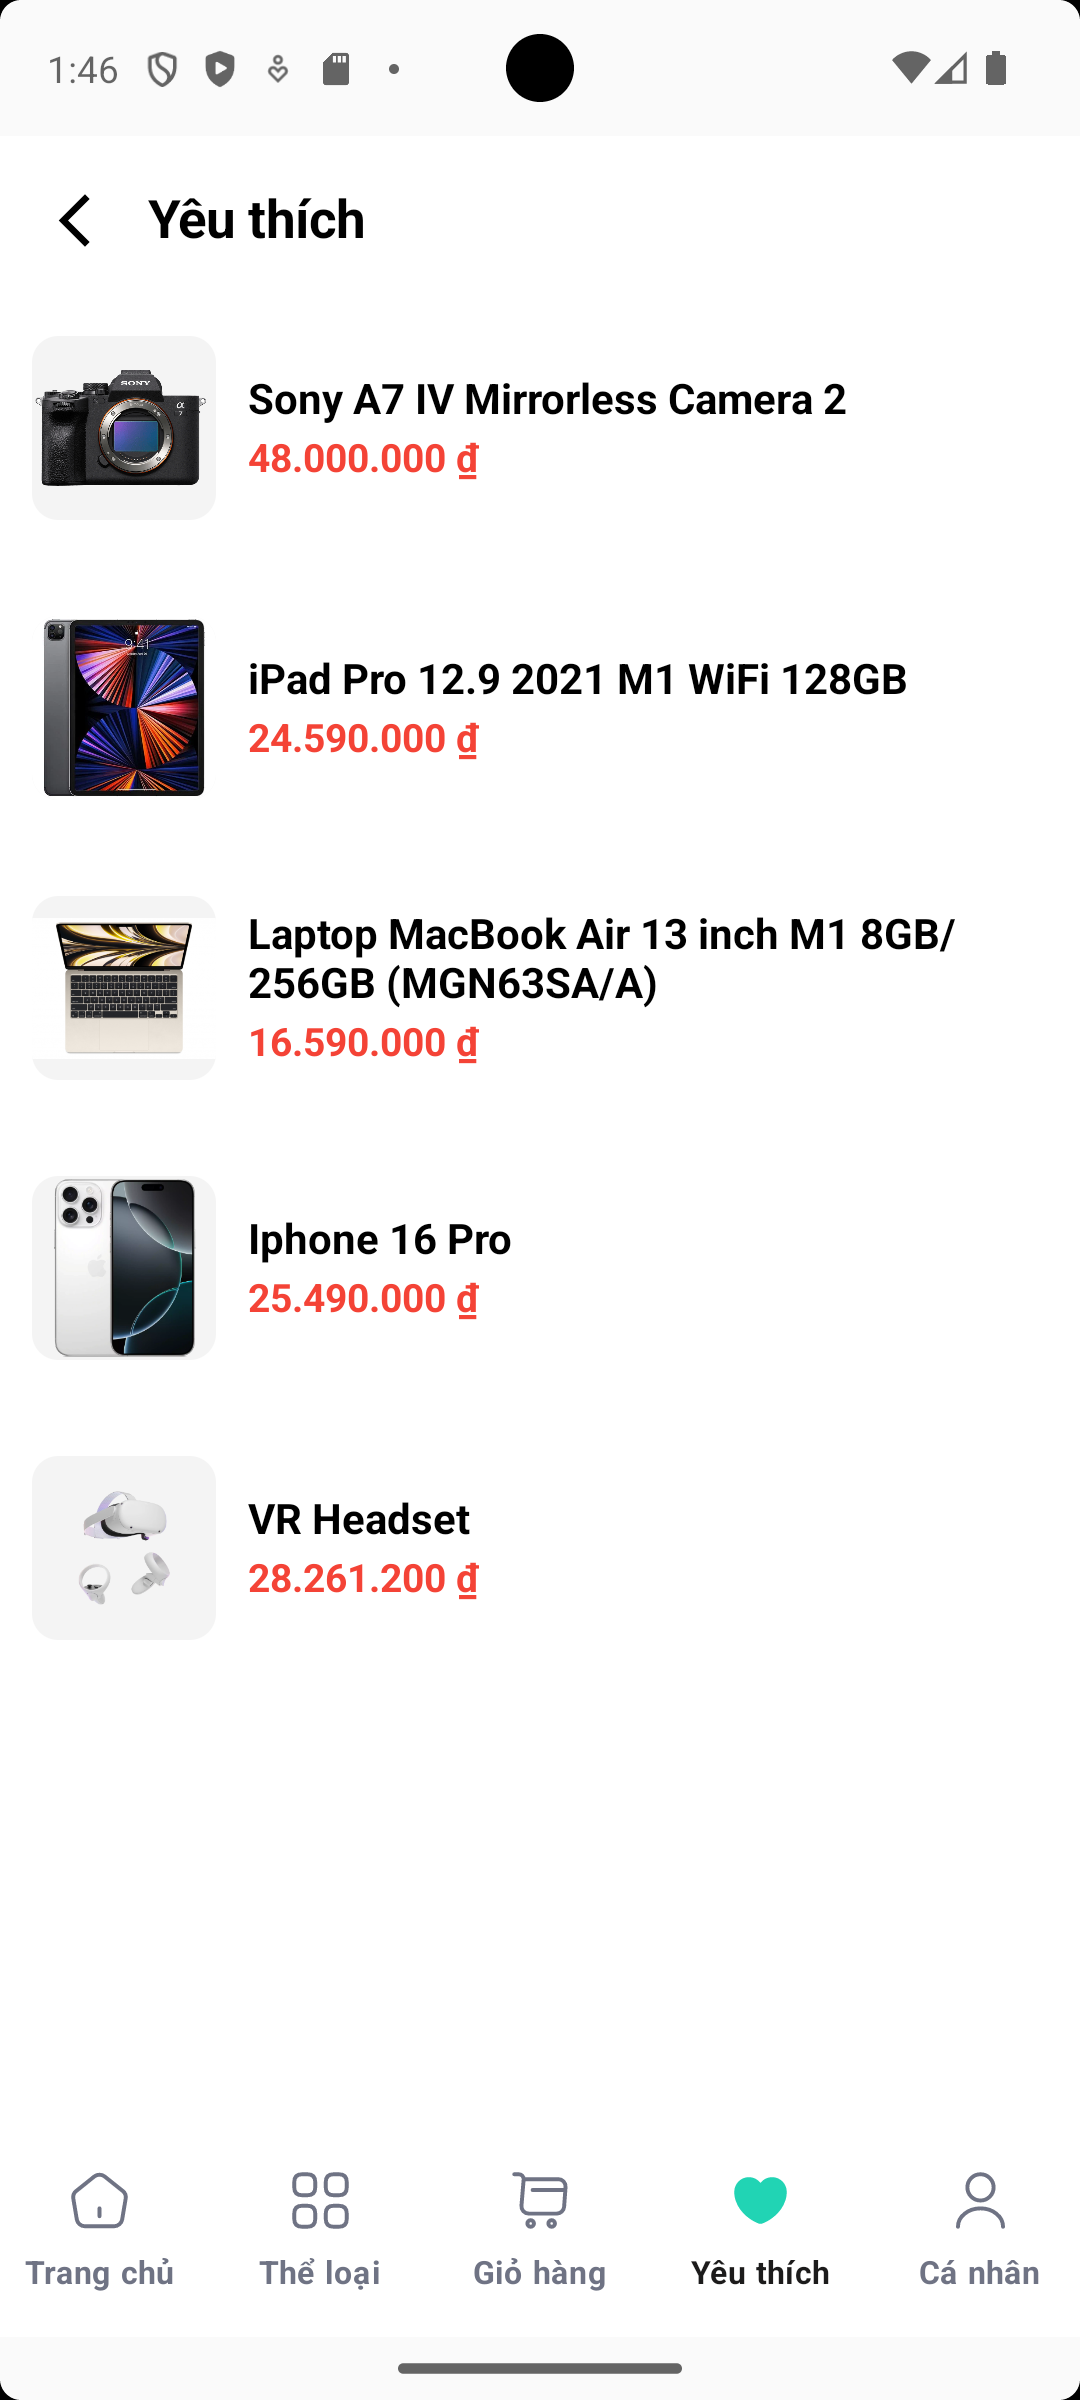 1:46
Yêu thích
SONY
Sony A7 IV Mirrorless Camera 2
48.000.000 ₫
9:41
iPad Pro 12.9 2021 M1 WiFi 128GB
24.590.000 ₫
Laptop MacBook Air 13 inch M1 8GB/
256GB (MGN63SA/A)
16.590.000 ₫
Iphone 16 Pro
25.490.000 ₫
VR Headset
28.261.200 ₫
Trang chủ
Thể loại
Giỏ hàng
Yêu thích
Cá nhân